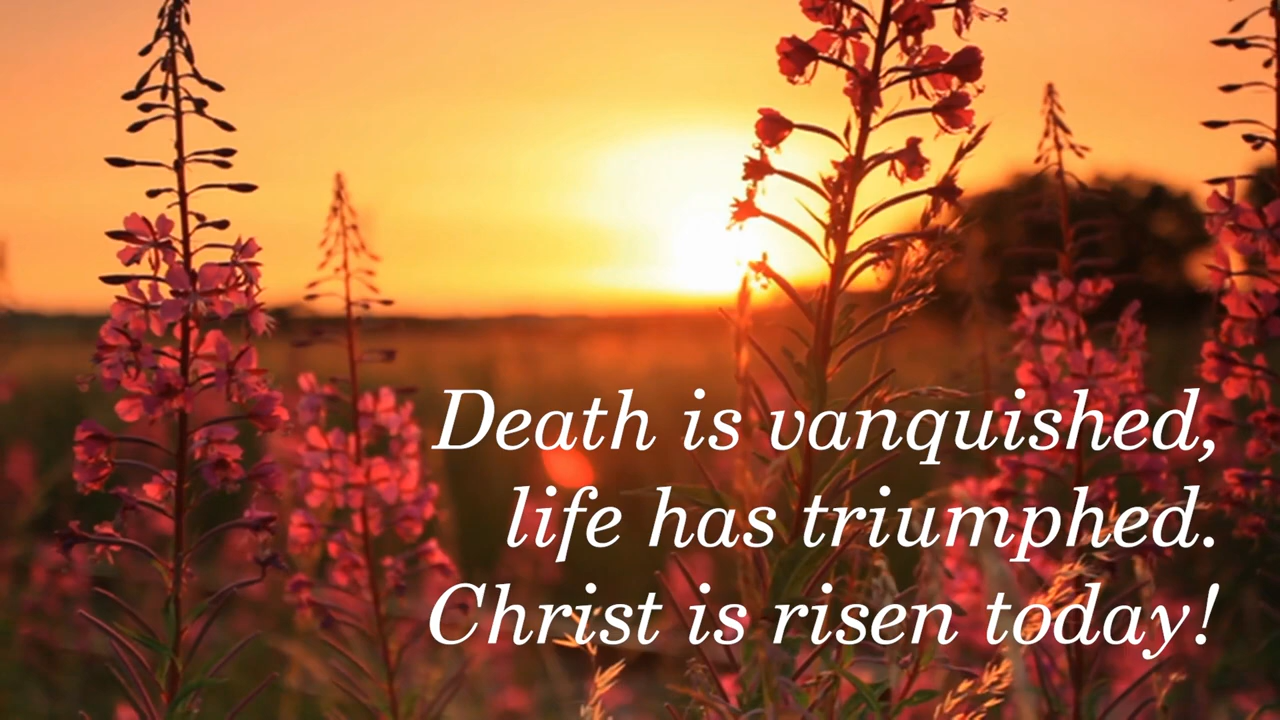 Death is vanquished,
life has triumphed.
Christ is risen today!